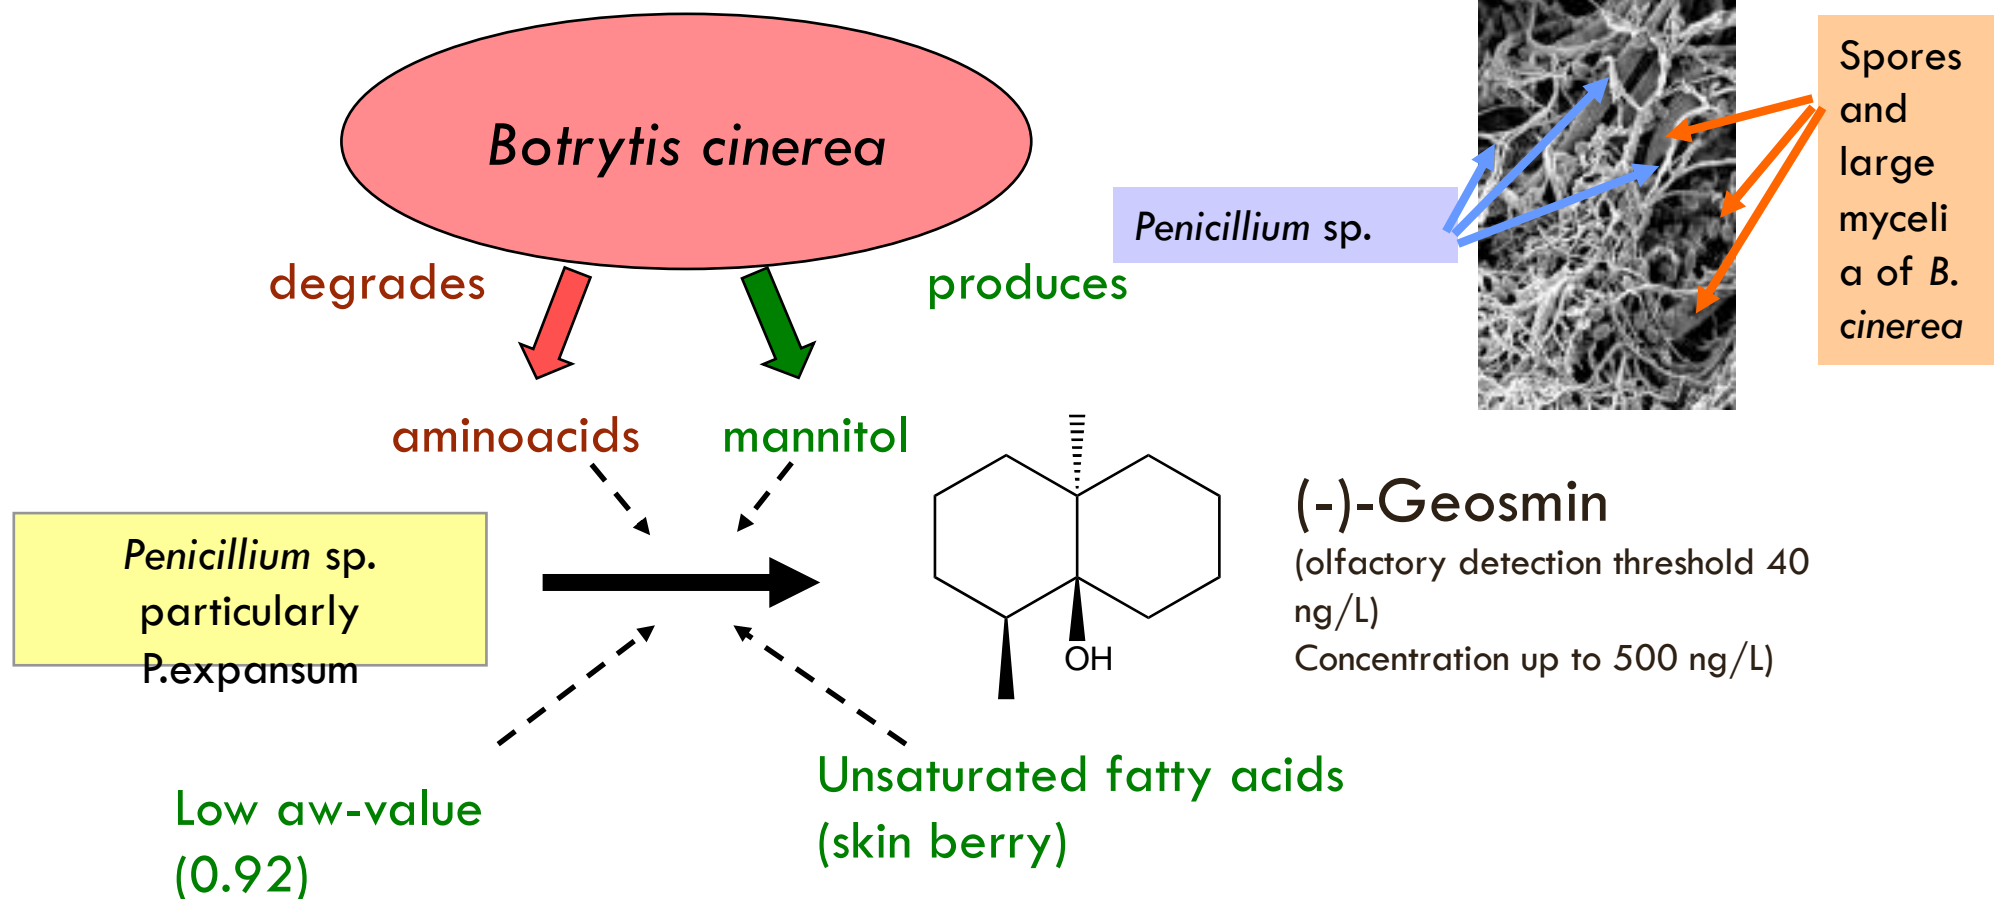 Botrytis cinerea
degrades
produces
aminoacids
mannitol
Penicillium sp.
Spores
and
large
myceli
a of B.
cinerea
Penicillium sp.
particularly
P.expansum
OH
(-)-Geosmin
(olfactory detection threshold 40
ng/L)
Concentration up to 500 ng/L)
Low aw-value
(0.92)
Unsaturated fatty acids
(skin berry)